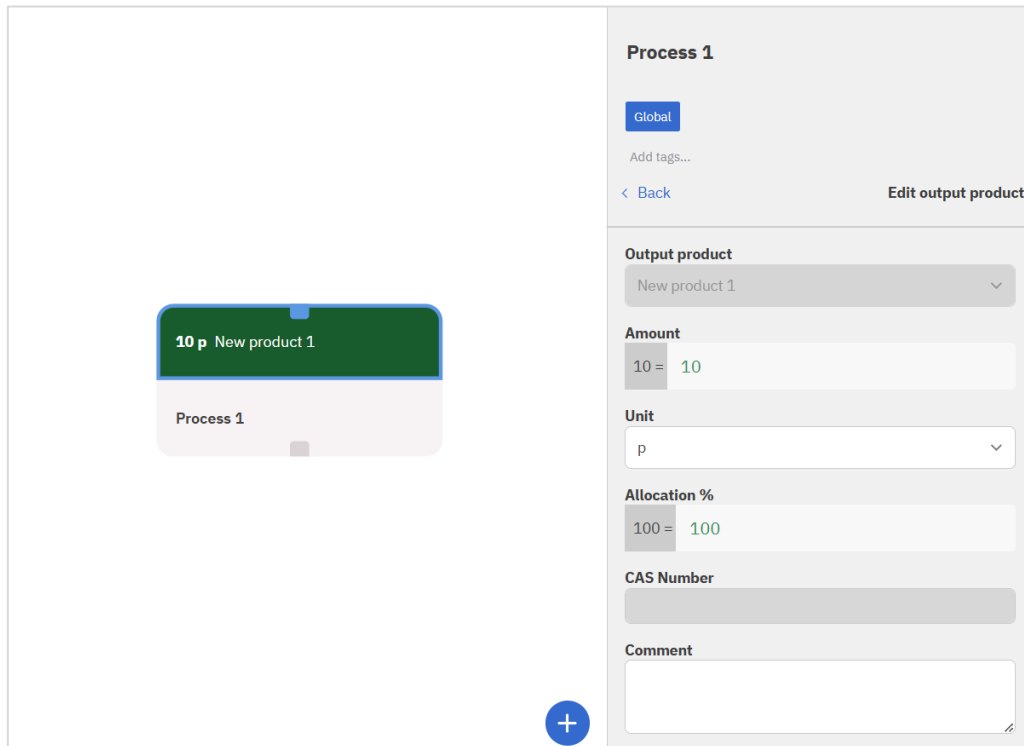 10 p New product 1
Process 1
Process 1
Global
Add tags...
Back
Edit output product
Output product
New product 1
Amount
10 = 10
Unit
p
Allocation %
100 = 100
CAS Number
Comment